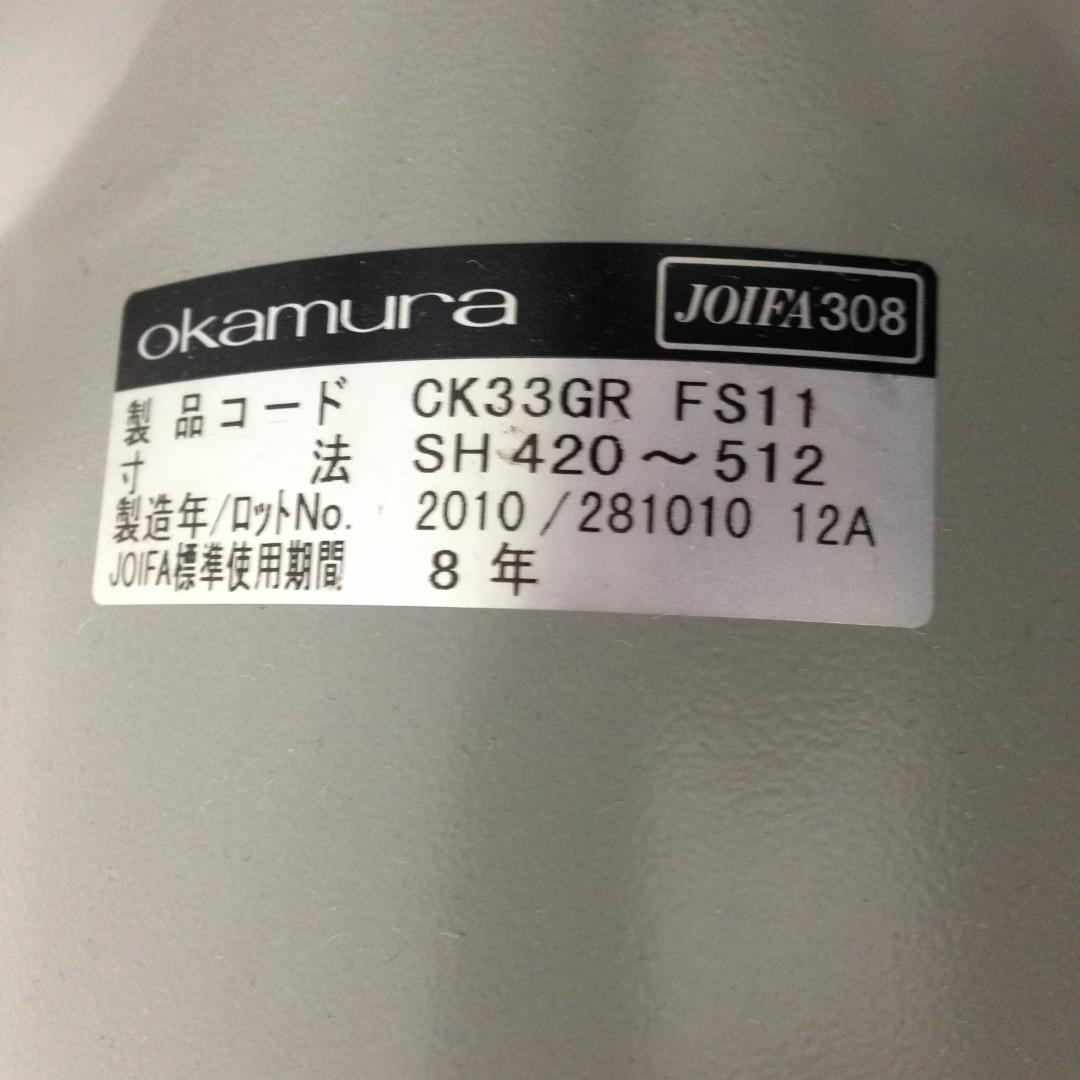 okamura JOIFA308
製品コード CK33GR FS11
寸法 SH 420～512
製造年/ロットNo. 2010/281010 12A
JOIFA標準使用期間 8年